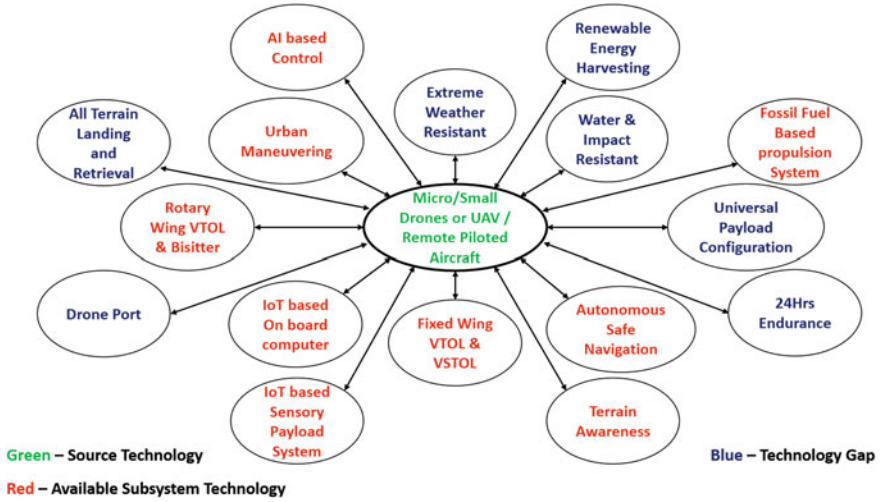 AI based
Control
Renewable
Energy
Harvesting
Extreme
Weather
Resistant
All Terrain
Landing
and
Retrieval
Urban
Maneuvering
Water &
Impact
Resistant
Fossil Fuel
Based
propulsion
System
Micro/Small
Drones or UAV /
Remote Piloted
Aircraft
Rotary
Wing VTOL
& Bisitter
Universal
Payload
Configuration
Drone Port
IoT based
On board
computer
Fixed Wing
VTOL &
VSTOL
Autonomous
Safe
Navigation
24Hrs
Endurance
IoT based
Sensory
Payload
System
Terrain
Awareness
Green – Source Technology
Blue – Technology Gap
Red – Available Subsystem Technology